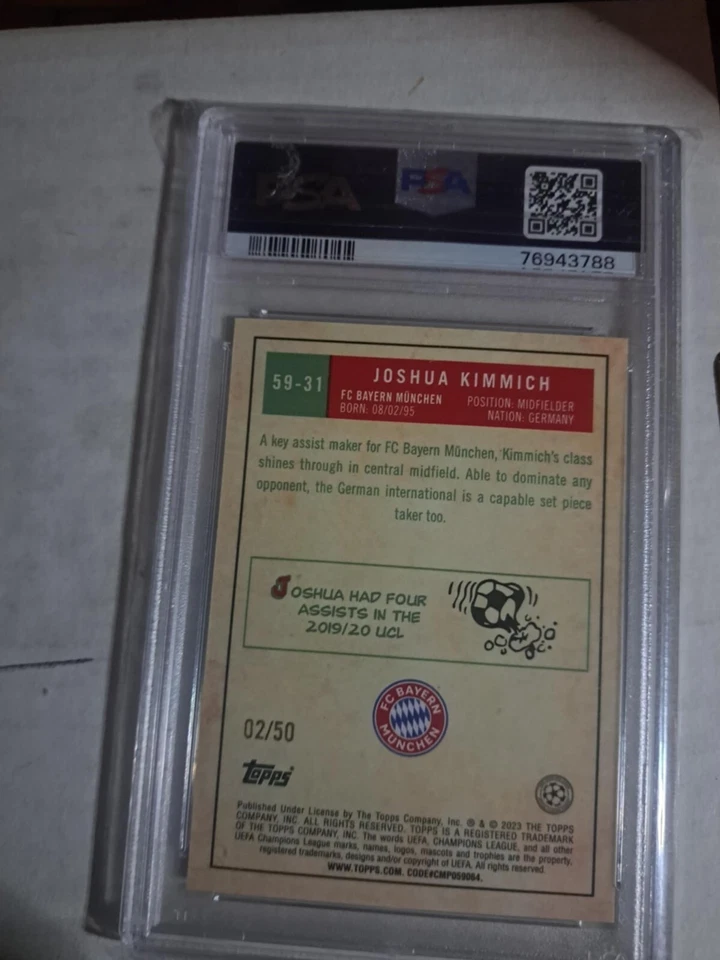 PSA
PSA
76943788
59-31
JOSHUA KIMMICH
FC BAYERN MÜNCHEN
BORN: 08/02/95
POSITION: MIDFIELDER
NATION: GERMANY
A key assist maker for FC Bayern München, Kimmich's class
shines through in central midfield. Able to dominate any
opponent, the German international is a capable set piece
taker too.
JOSHUA HAD FOUR
ASSISTS IN THE
2019/20 UCL
FC BAYERN
MÜNCHEN
02/50
Topps
Published Under License by The Topps Company, Inc. ® & © 2023 THE TOPPS
COMPANY, INC. ALL RIGHTS RESERVED. TOPPS IS A REGISTERED TRADEMARK
OF THE TOPPS COMPANY, INC. The words UEFA, CHAMPIONS LEAGUE, and all other
UEFA Champions League marks, names, logos, mascots and trophies are the property,
registered trademarks, designs and/or copyright of UEFA. All rights reserved.
WWW.TOPPS.COM. CODE#CMP059064.